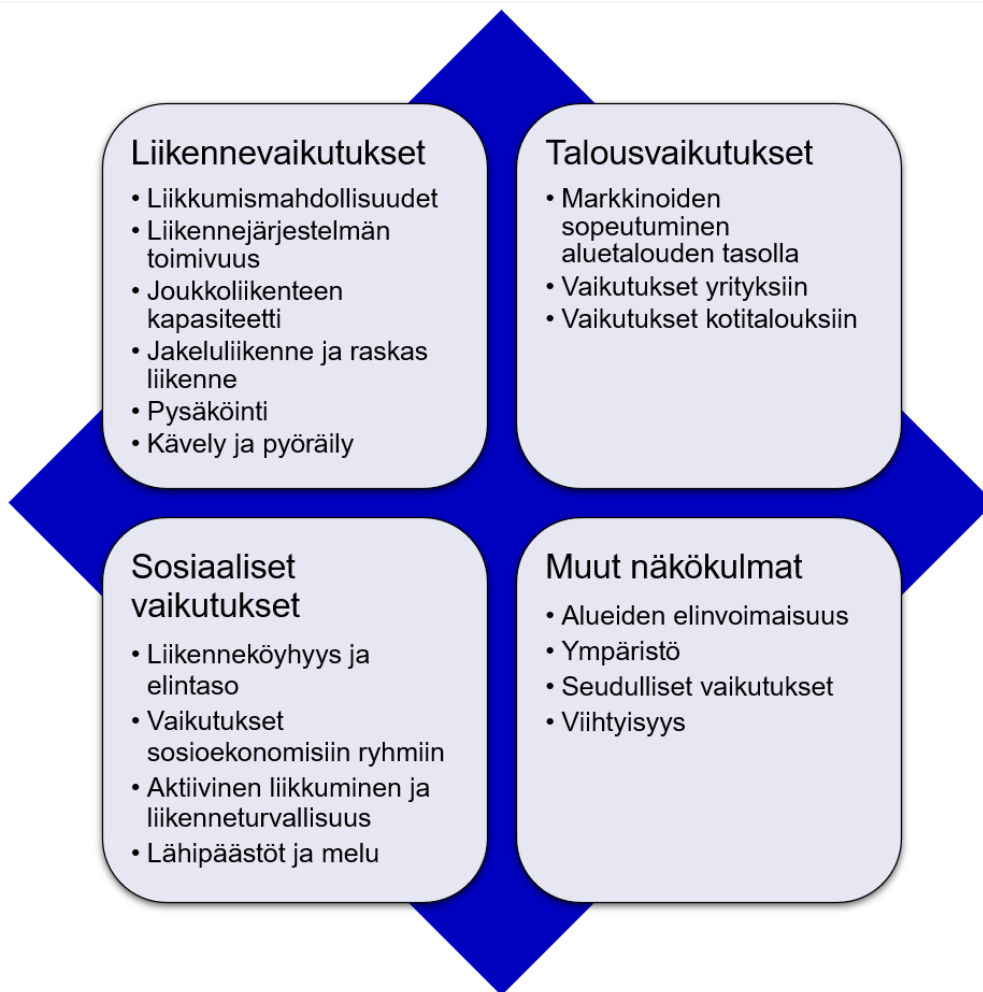 Liikennevaikutukset
• Liikkumismahdollisuudet
• Liikennejärjestelmän
toimivuus
• Joukkoliikenteen
kapasiteetti
• Jakeluliikenne ja raskas
liikenne
• Pysäköinti
• Kävely ja pyöräily
Talousvaikutukset
• Markkinoiden
sopeutuminen
aluetalouden tasolla
• Vaikutukset yrityksiin
• Vaikutukset kotitalouksiin
Sosiaaliset
vaikutukset
• Liikenneköyhyys ja
elintaso
• Vaikutukset
sosioekonomisiin ryhmiin
• Aktiivinen liikkuminen ja
liikenneturvallisuus
• Lähipäästöt ja melu
Muut näkökulmat
• Alueiden elinvoimaisuus
• Ympäristö
• Seudulliset vaikutukset
• Viihtyisyys